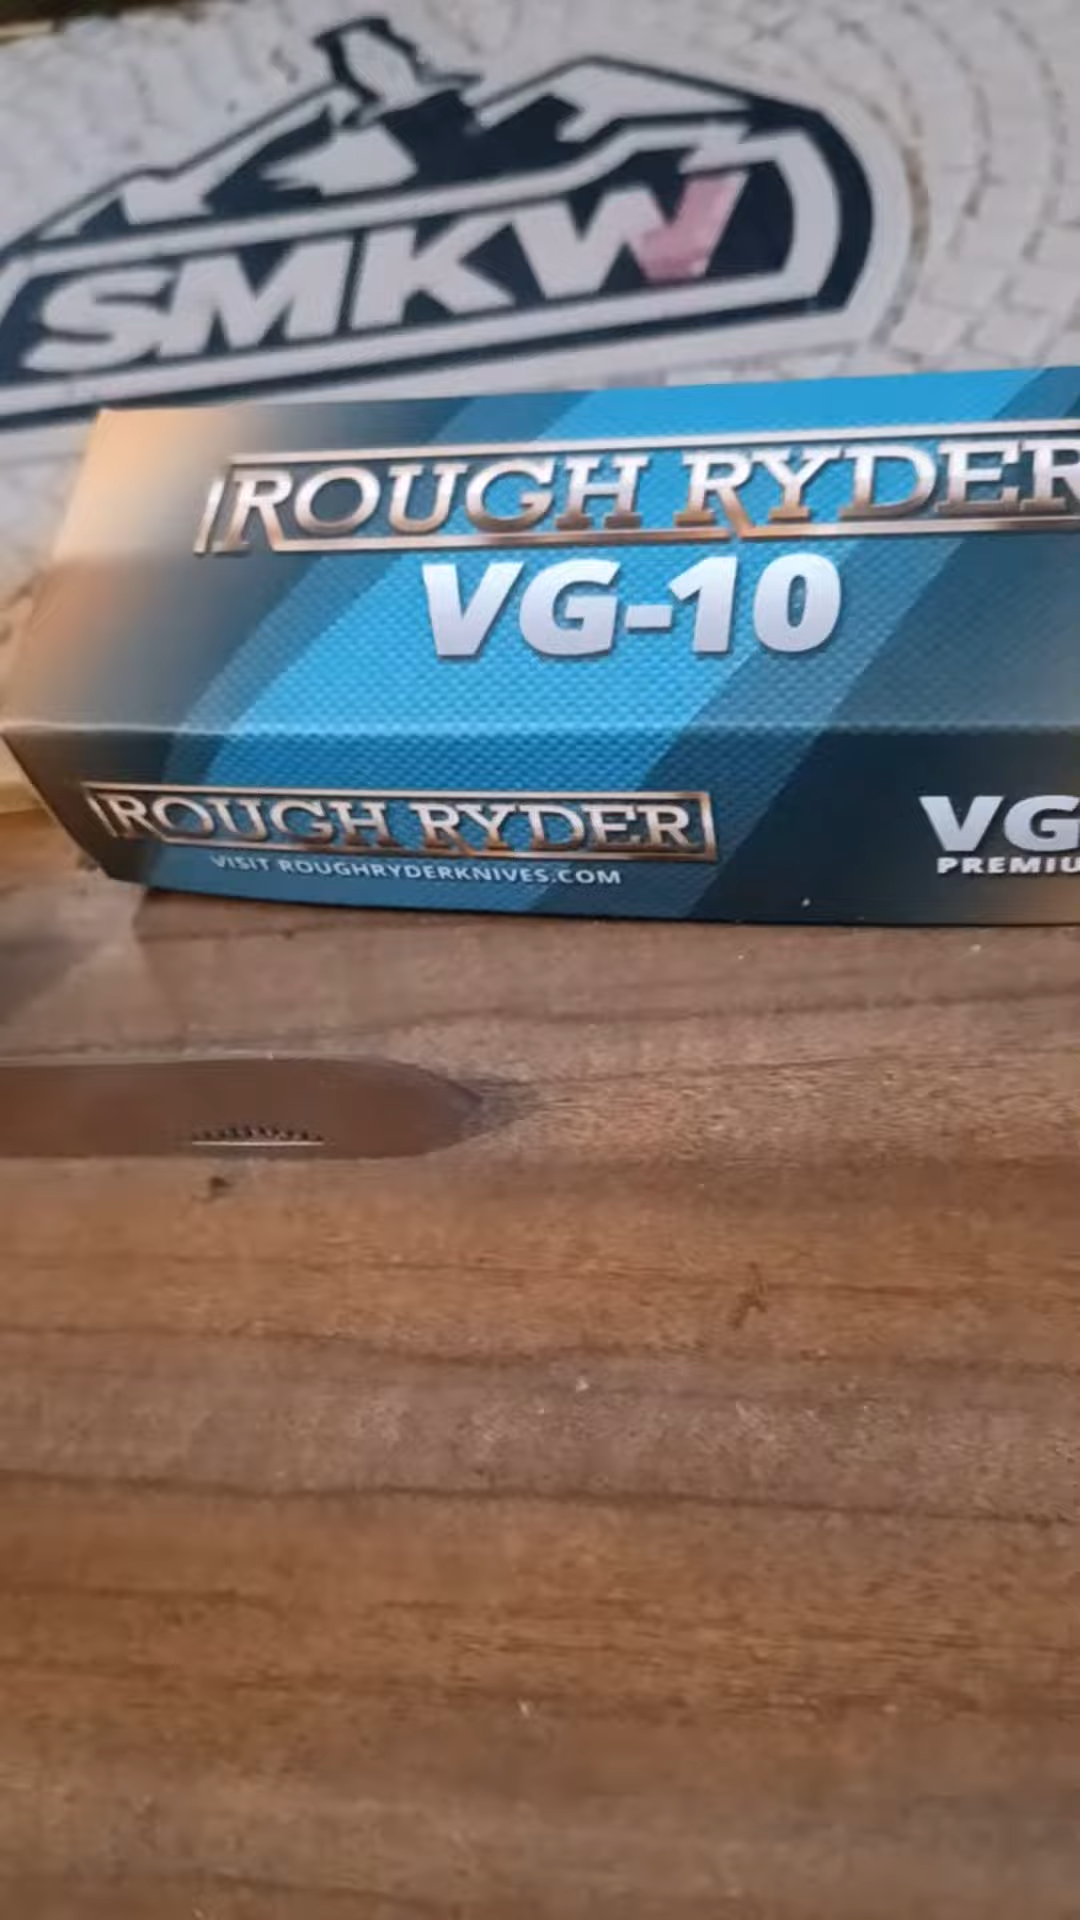 SMKW
ROUGH RYDER
VG-10
ROUGH RYDER
VISIT ROUGHRYDERKNIVES.COM
VG
PREMIU